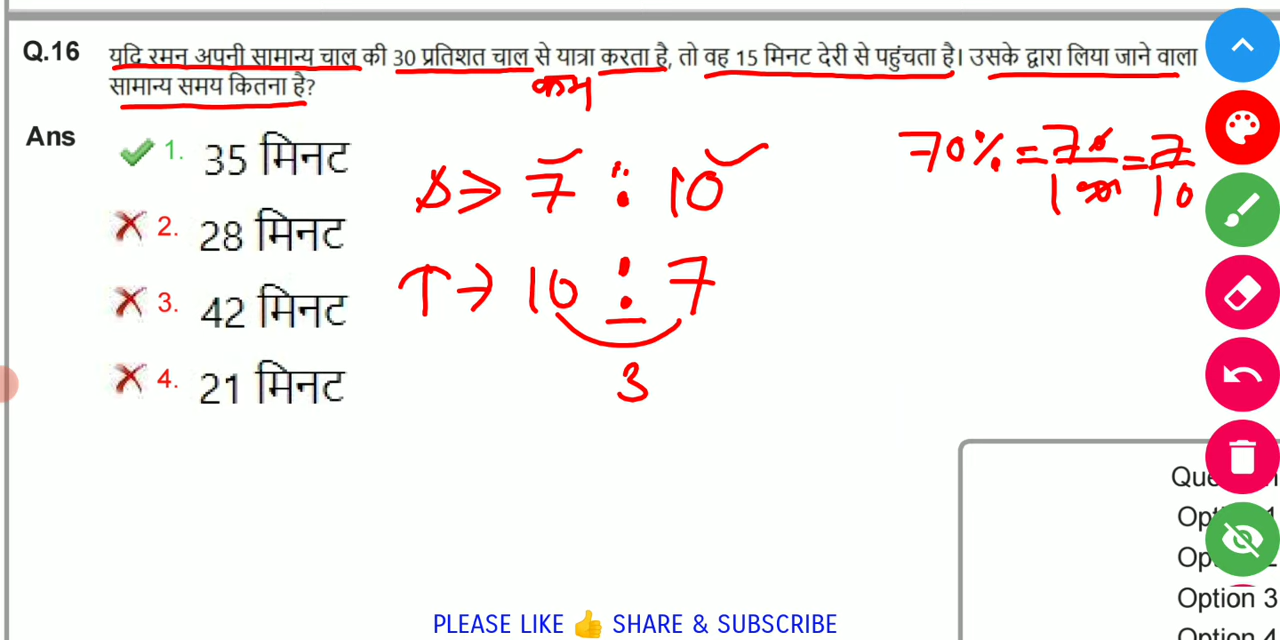 Q.16 यदि रमन अपनी सामान्य चाल की 30 प्रतिशत चाल से यात्रा करता है, तो वह 15 मिनट देरी से पहुंचता है। उसके द्वारा लिया जाने वाला
सामान्य समय कितना है?
कम
Ans
1. 35 मिनट
2. 28 मिनट
3. 42 मिनट
4. 21 मिनट
70% = 70/100 = 7/10
S → 7 : 10
T → 10 : 7
3
Option 3
PLEASE LIKE 👍 SHARE & SUBSCRIBE